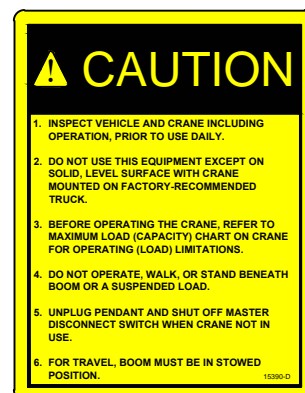 CAUTION
1. INSPECT VEHICLE AND CRANE INCLUDING
OPERATION, PRIOR TO USE DAILY.
2. DO NOT USE THIS EQUIPMENT EXCEPT ON
SOLID, LEVEL SURFACE WITH CRANE
MOUNTED ON FACTORY-RECOMMENDED
TRUCK.
3. BEFORE OPERATING THE CRANE, REFER TO
MAXIMUM LOAD (CAPACITY) CHART ON CRANE
FOR OPERATING (LOAD) LIMITATIONS.
4. DO NOT OPERATE, WALK, OR STAND BENEATH
BOOM OR A SUSPENDED LOAD.
5. UNPLUG PENDANT AND SHUT OFF MASTER
DISCONNECT SWITCH WHEN CRANE NOT IN
USE.
6. FOR TRAVEL, BOOM MUST BE IN STOWED
POSITION. 15390-D